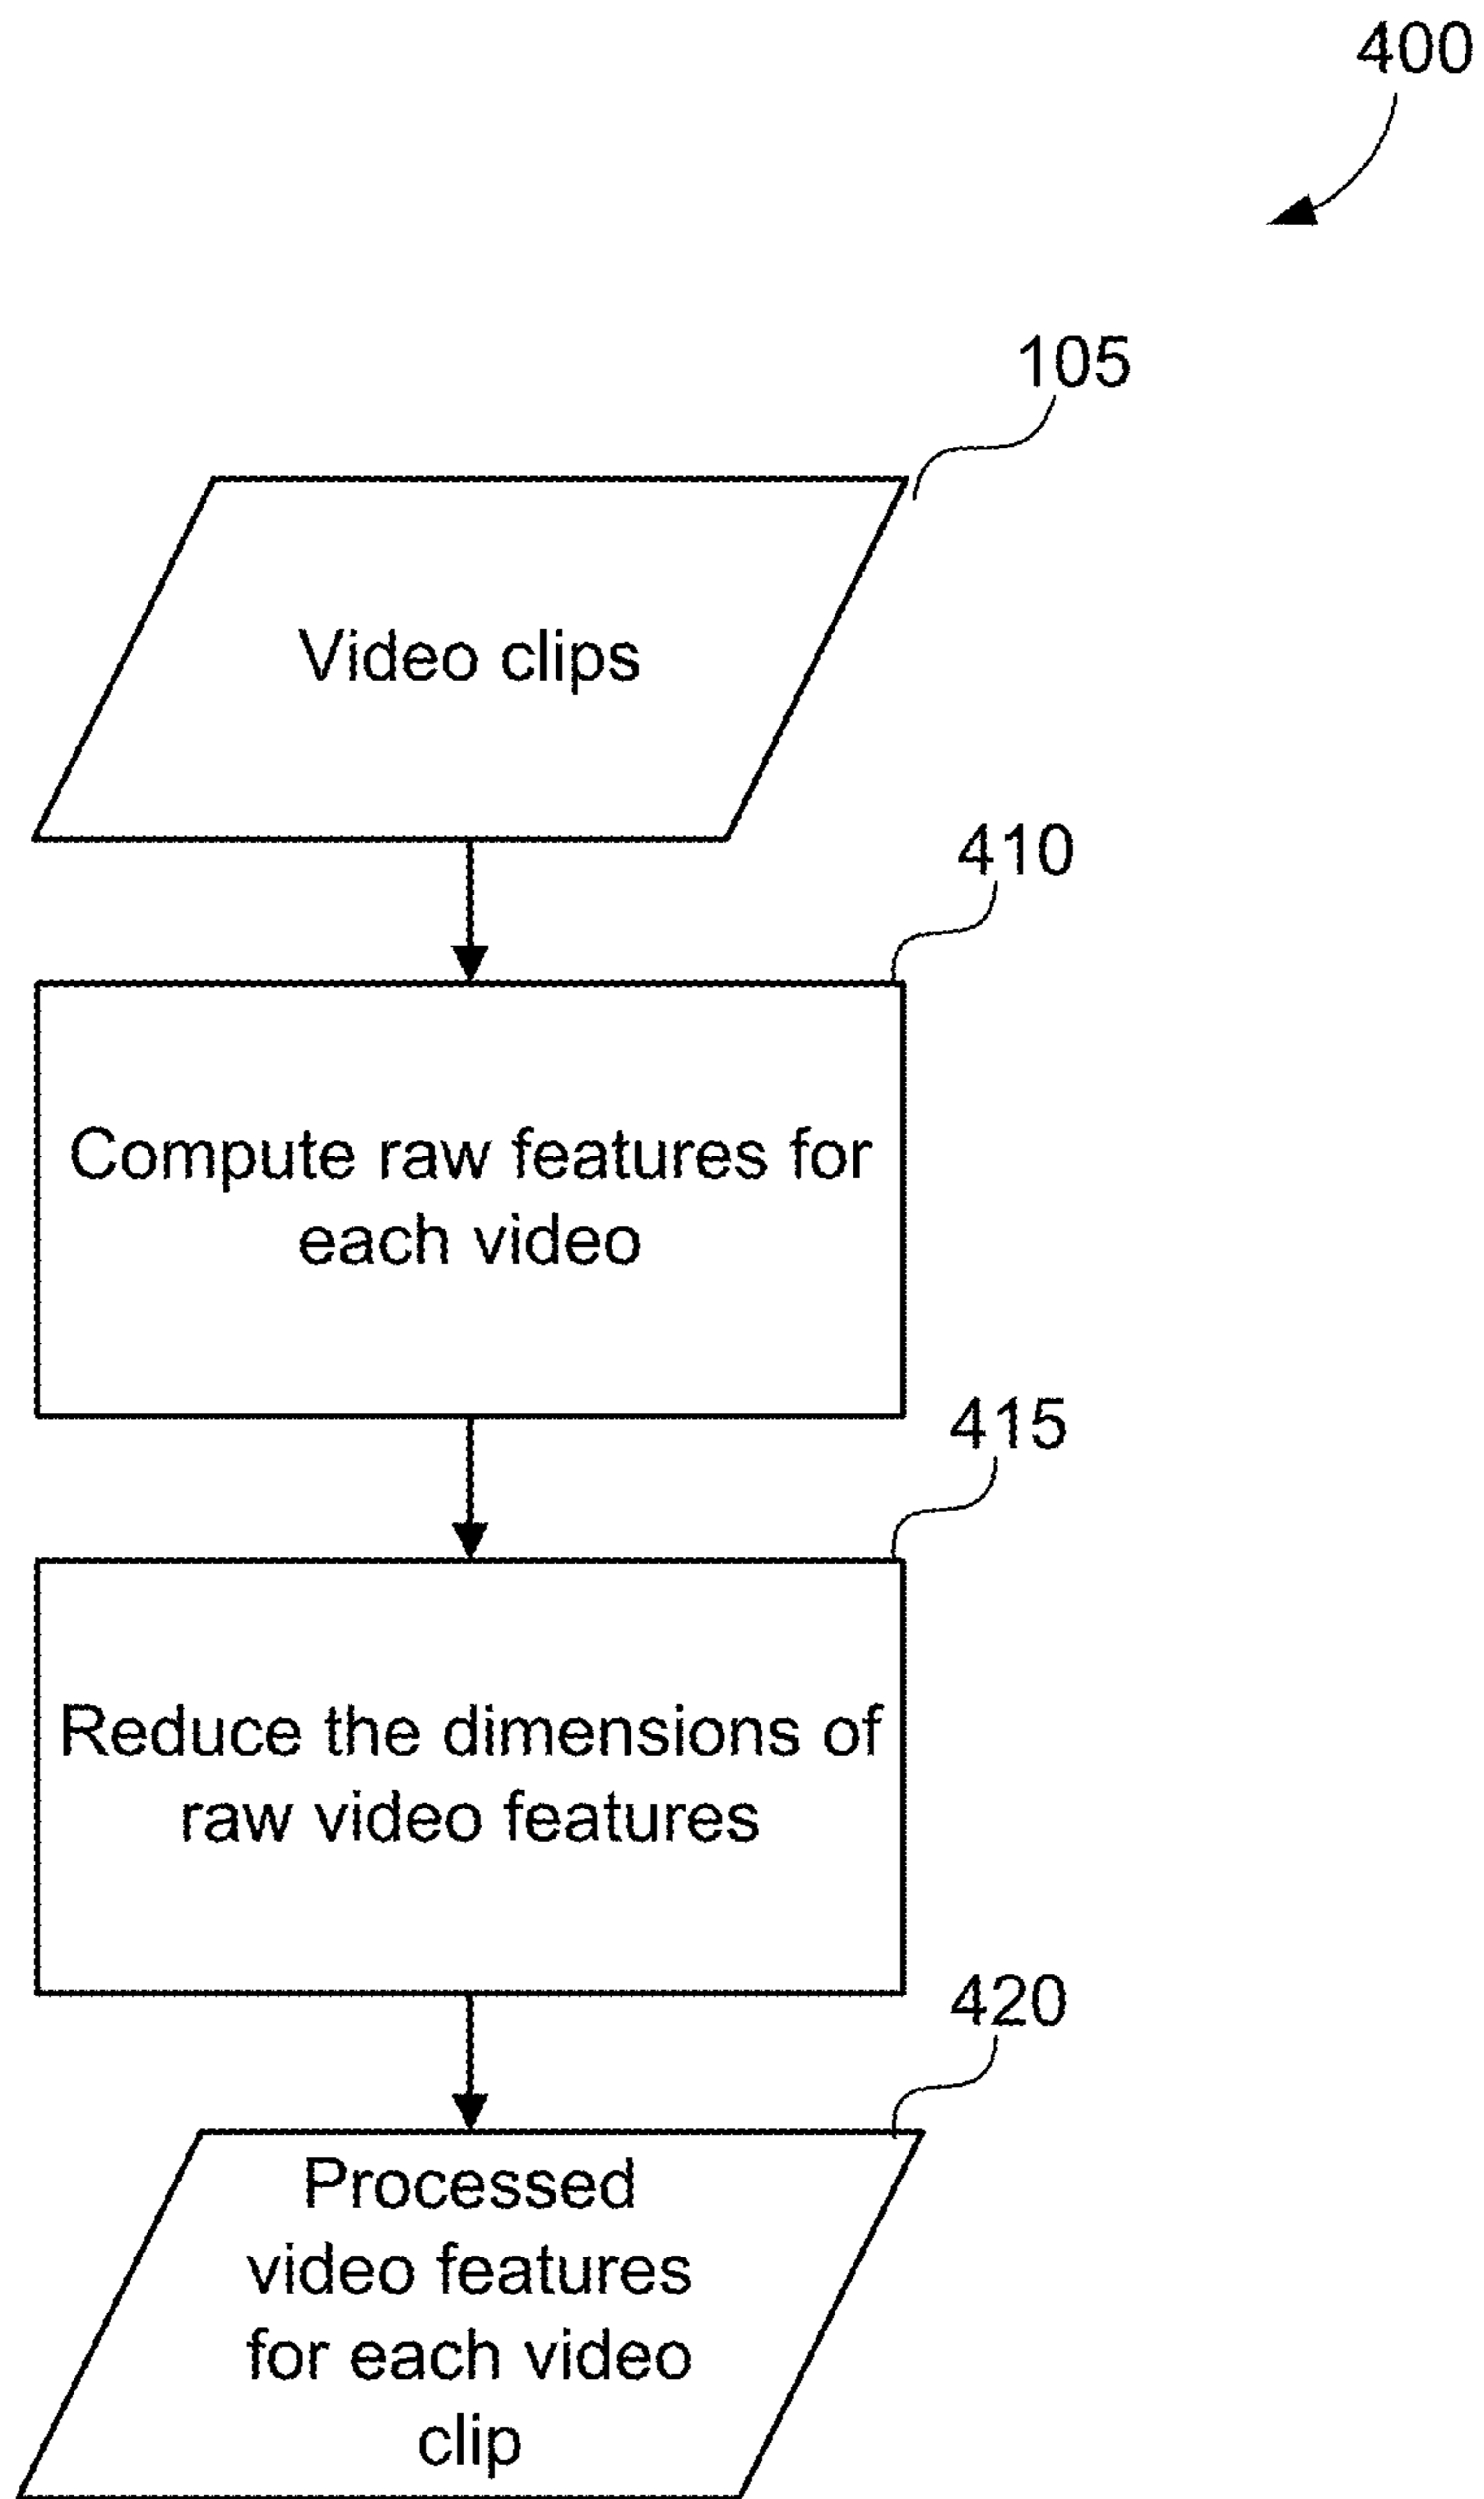 400
105
Video clips
410
Compute raw features for
each video
415
Reduce the dimensions of
raw video features
420
Processed
video features
for each video
clip